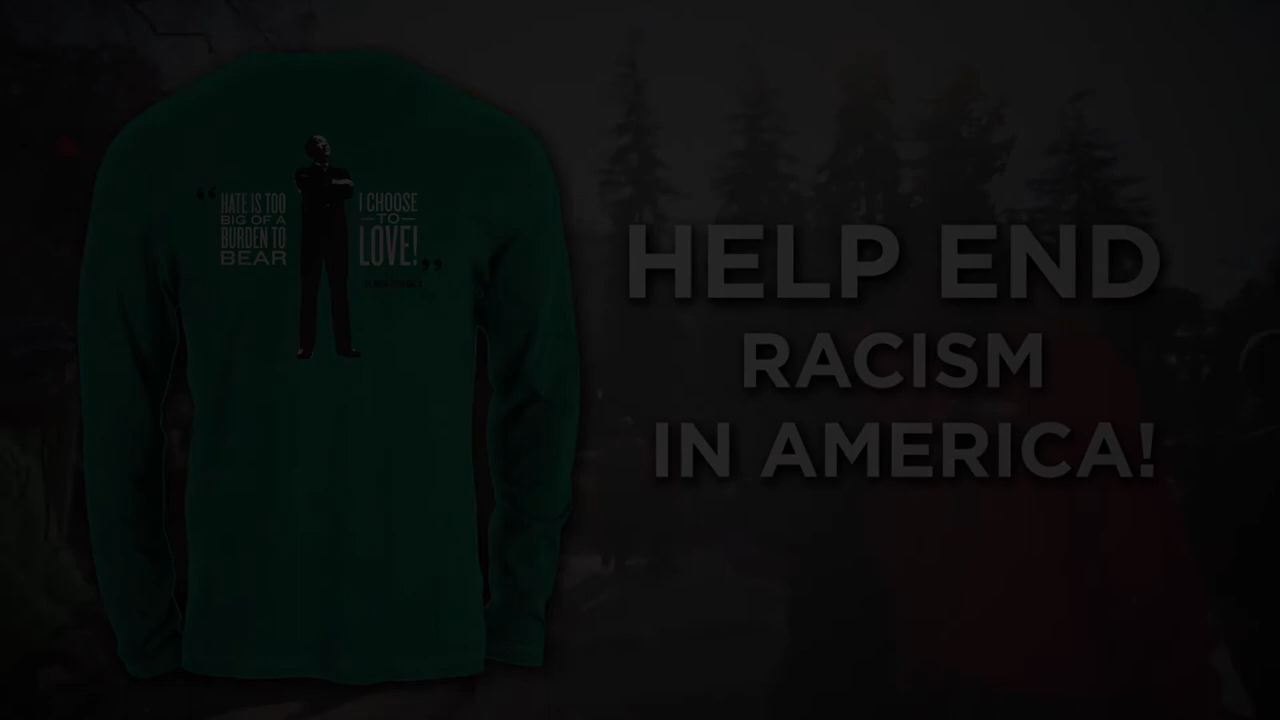 “ HATE IS TOO
BIG OF A
BURDEN TO
BEAR
I CHOOSE
—TO—
LOVE! ”
HELP END
RACISM
IN AMERICA!